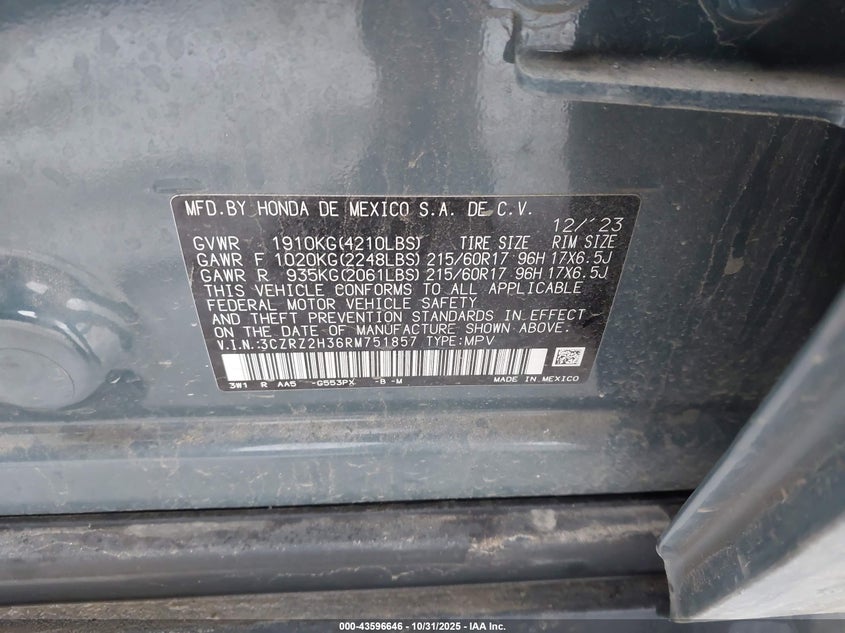 MFD.BY HONDA DE MEXICO S.A. DE C.V.
12/'23
GVWR 1910KG(4210LBS) TIRE SIZE RIM SIZE
GAWR F 1020KG(2248LBS) 215/60R17 96H 17X6.5J
GAWR R 935KG(2061LBS) 215/60R17 96H 17X6.5J
THIS VEHICLE CONFORMS TO ALL APPLICABLE
FEDERAL MOTOR VEHICLE SAFETY
AND THEFT PREVENTION STANDARDS IN EFFECT
ON THE DATE OF MANUFACTURE SHOWN ABOVE.
V.I.N:3CZRZ2H36RM751857 TYPE:MPV
3W1 R AA5 -G553PX -B -M MADE IN MEXICO
000-43596646 - 10/31/2025 - IAA Inc.